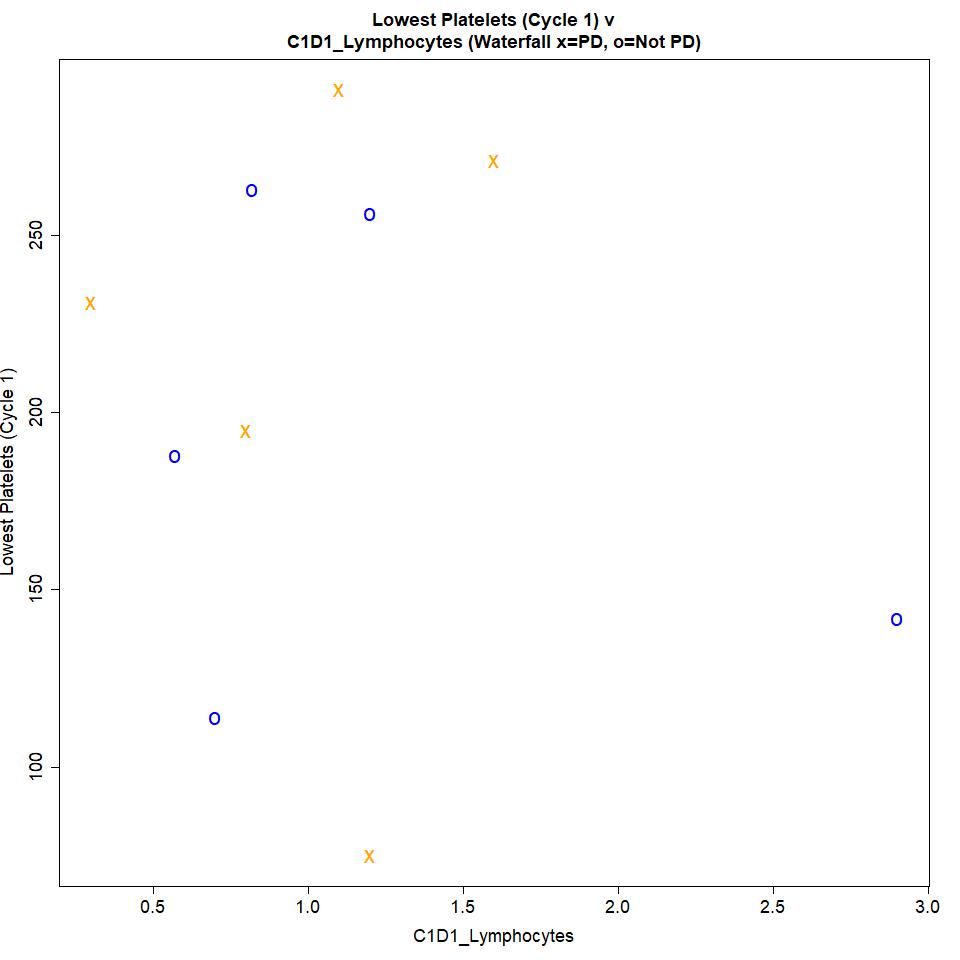 Lowest Platelets (Cycle 1) v
C1D1_Lymphocytes (Waterfall x=PD, o=Not PD)
Lowest Platelets (Cycle 1)
250
200
150
100
X
X
O
O
X
X
O
O
O
X
0.5 1.0 1.5 2.0 2.5 3.0
C1D1_Lymphocytes